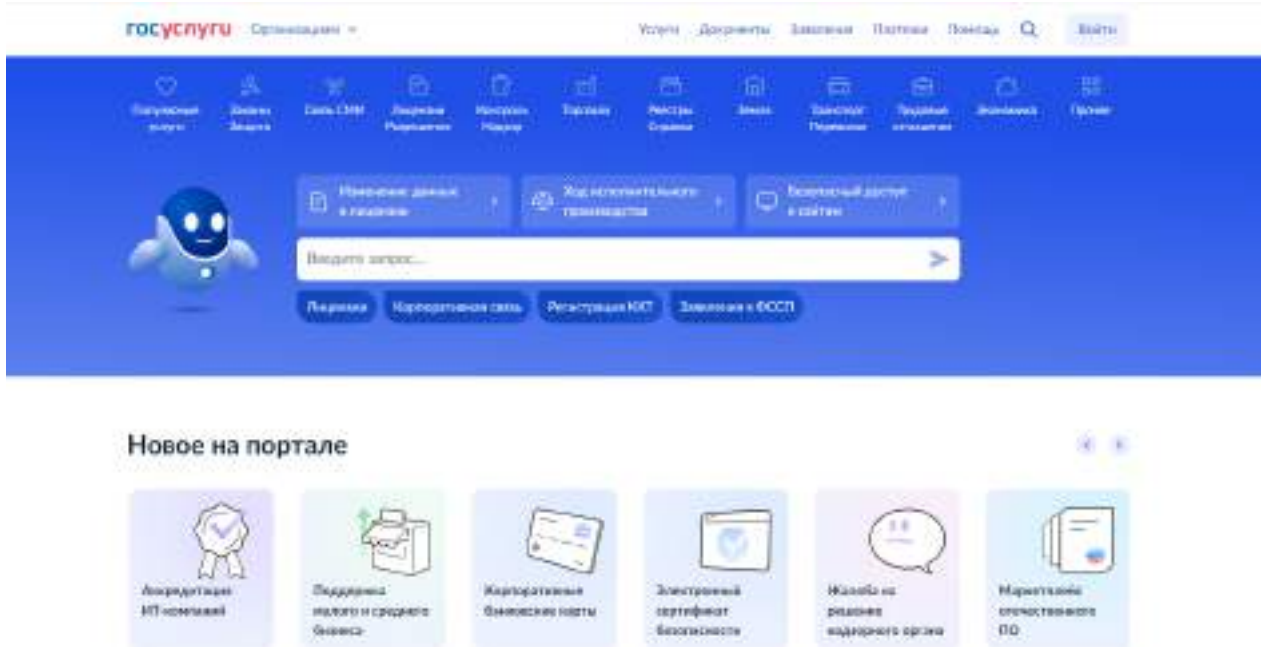 госуслуги Организациям
Услуги Документы Заявления Платежи Помощь Войти
Популярные
услуги
Связь СМИ
Лицензии
Разрешения
Контроль
Надзор
Торговля
Реестры
Справки
Земля
Транспорт
Перевозки
Трудовые
отношения
Экономика
Прочее
Изменение данных
в лицензии
Ход исполнительного
производства
Безопасный доступ
к сайтам
Введите запрос...
Лицензии Корпоративная связь Регистрация ККТ Заявления в ФССП
Новое на портале
Аккредитация
ИТ-компаний
Поддержка
малого и среднего
бизнеса
Корпоративные
банковские карты
Электронный
сертификат
безопасности
Жалоба на
решение
надзорного органа
Маркетплейс
отечественного
ПО